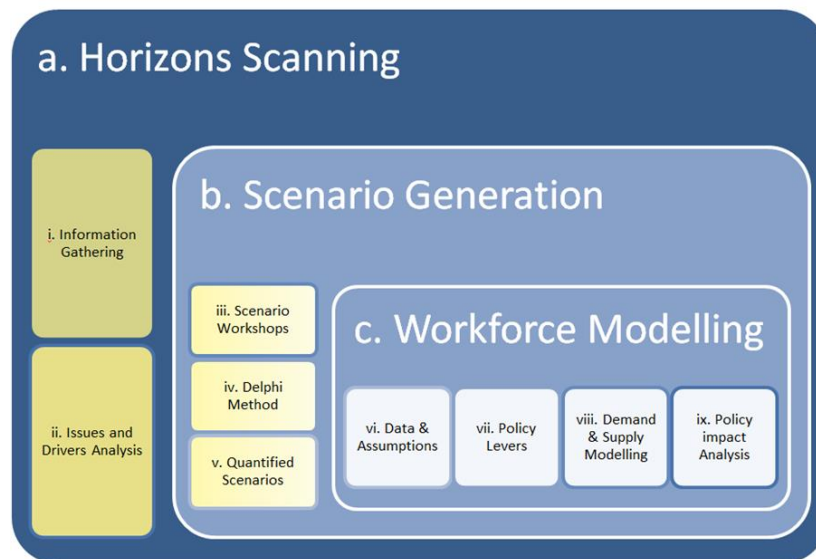 a. Horizons Scanning
i. Information
Gathering
ii. Issues and
Drivers Analysis
b. Scenario Generation
iii. Scenario
Workshops
iv. Delphi
Method
v. Quantified
Scenarios
c. Workforce Modelling
vi. Data &
Assumptions
vii. Policy
Levers
viii. Demand
& Supply
Modelling
ix. Policy
impact
Analysis